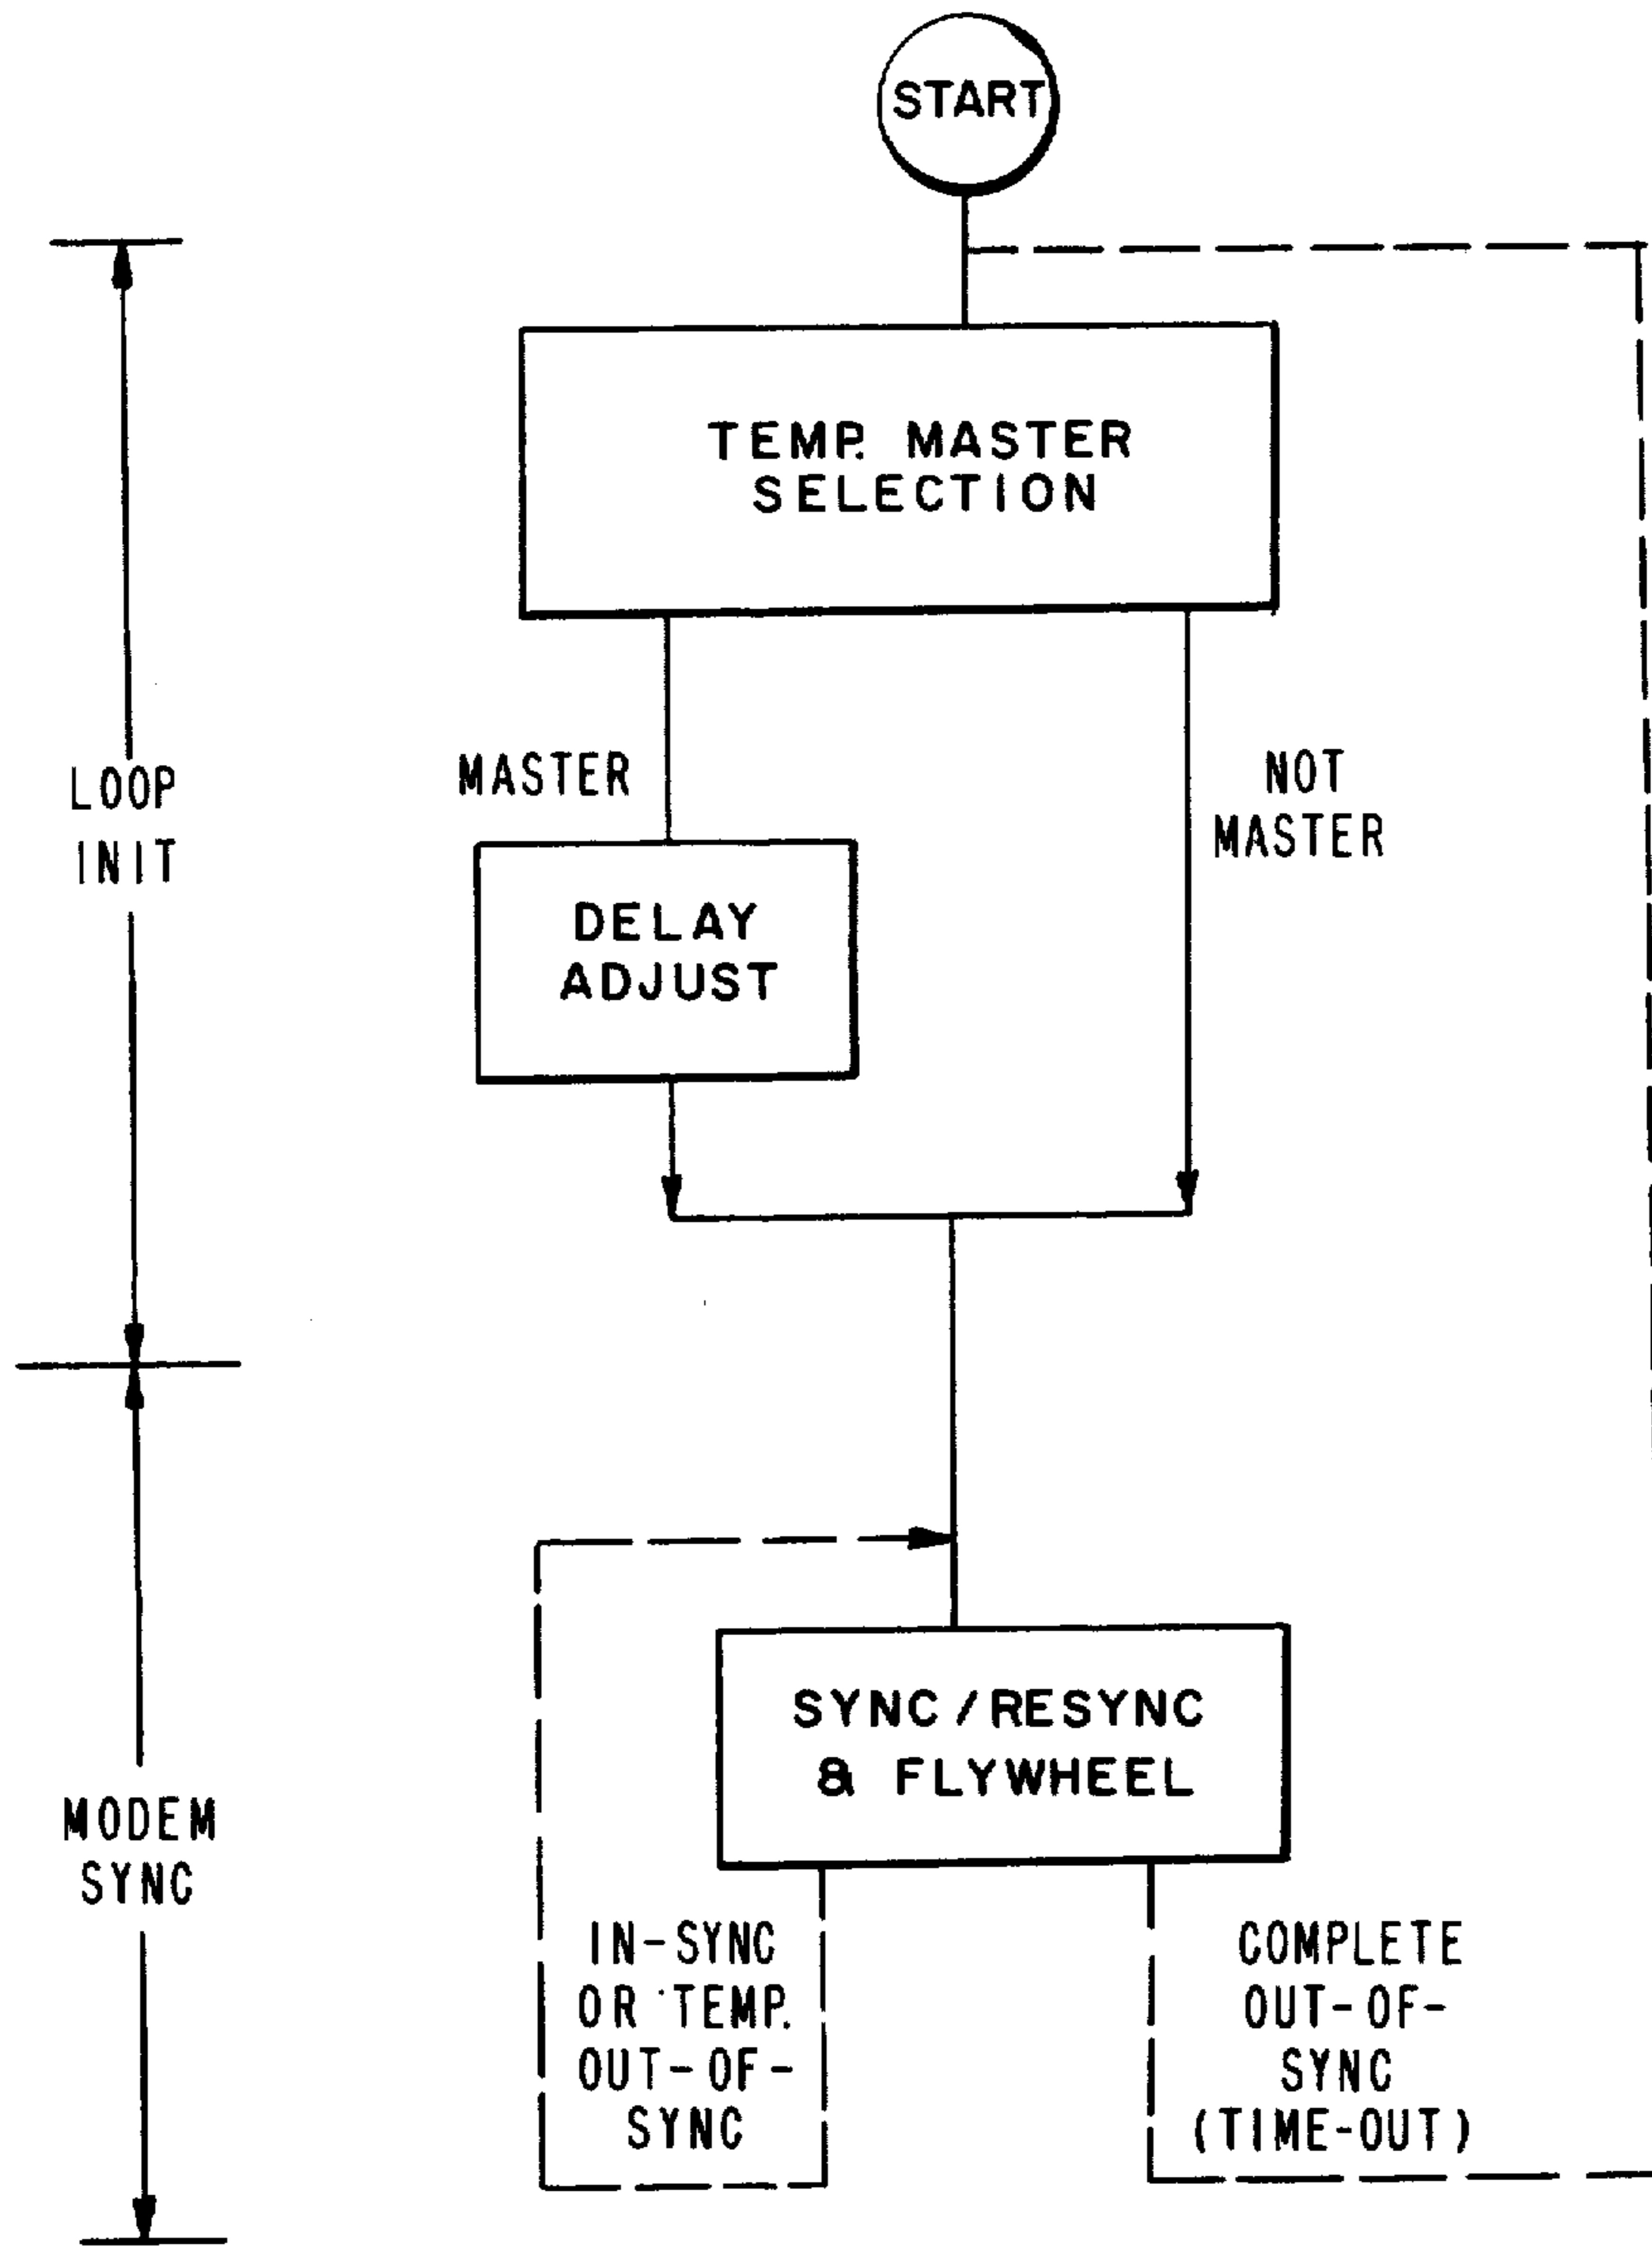 START
TEMP. MASTER
SELECTION
MASTER
NOT
MASTER
LOOP
INIT
DELAY
ADJUST
SYNC/RESYNC
& FLYWHEEL
MODEM
SYNC
IN-SYNC
OR TEMP.
OUT-OF-
SYNC
COMPLETE
OUT-OF-
SYNC
(TIME-OUT)